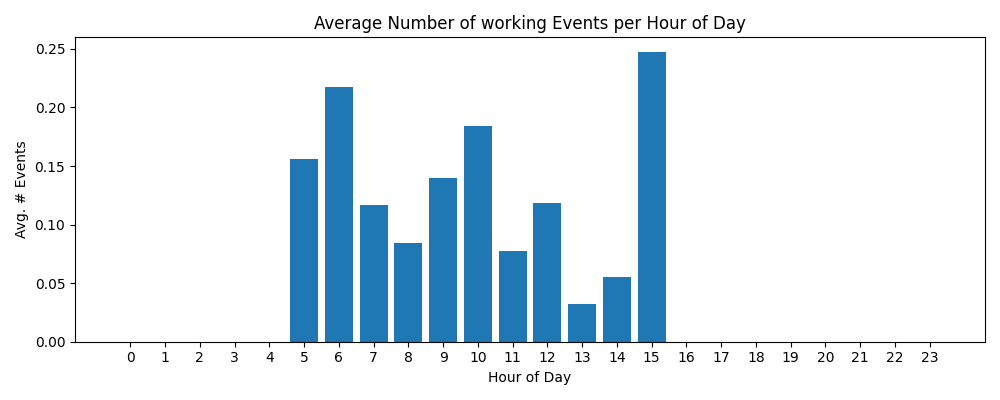 Average Number of working Events per Hour of Day
Avg. # Events
0.25
0.20
0.15
0.10
0.05
0.00
0 1 2 3 4 5 6 7 8 9 10 11 12 13 14 15 16 17 18 19 20 21 22 23
Hour of Day